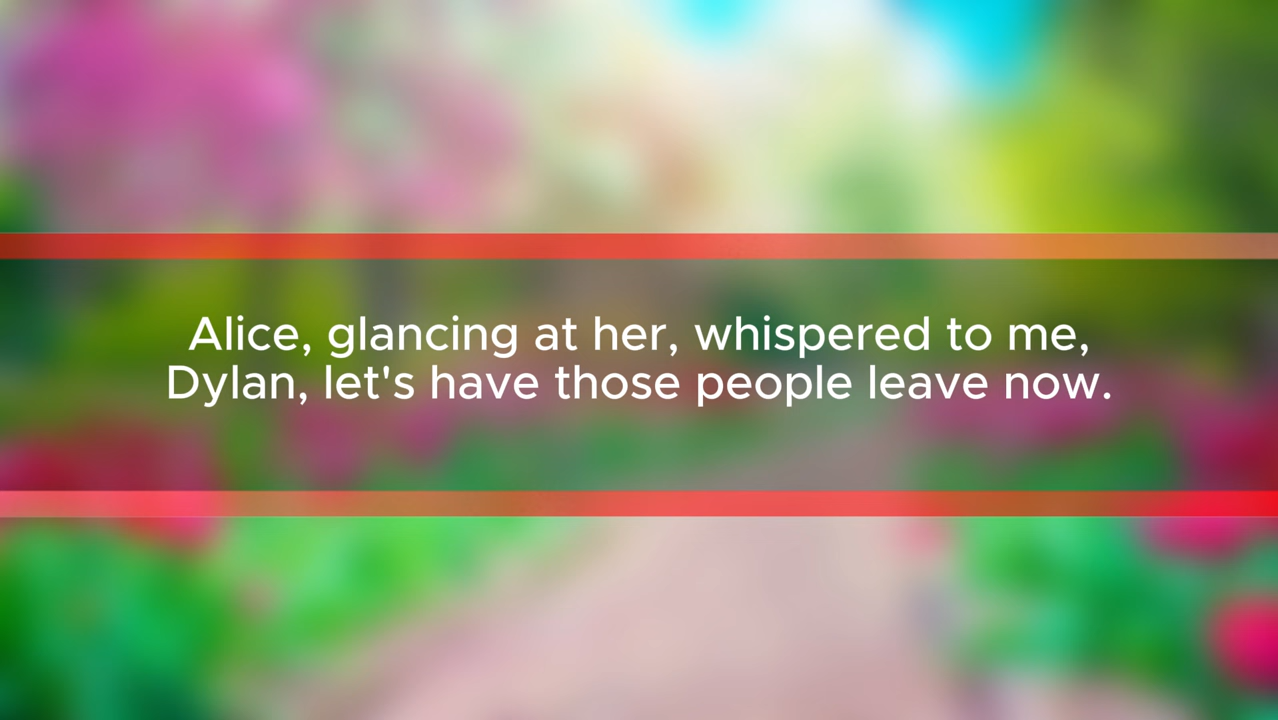 Alice, glancing at her, whispered to me,
Dylan, let's have those people leave now.